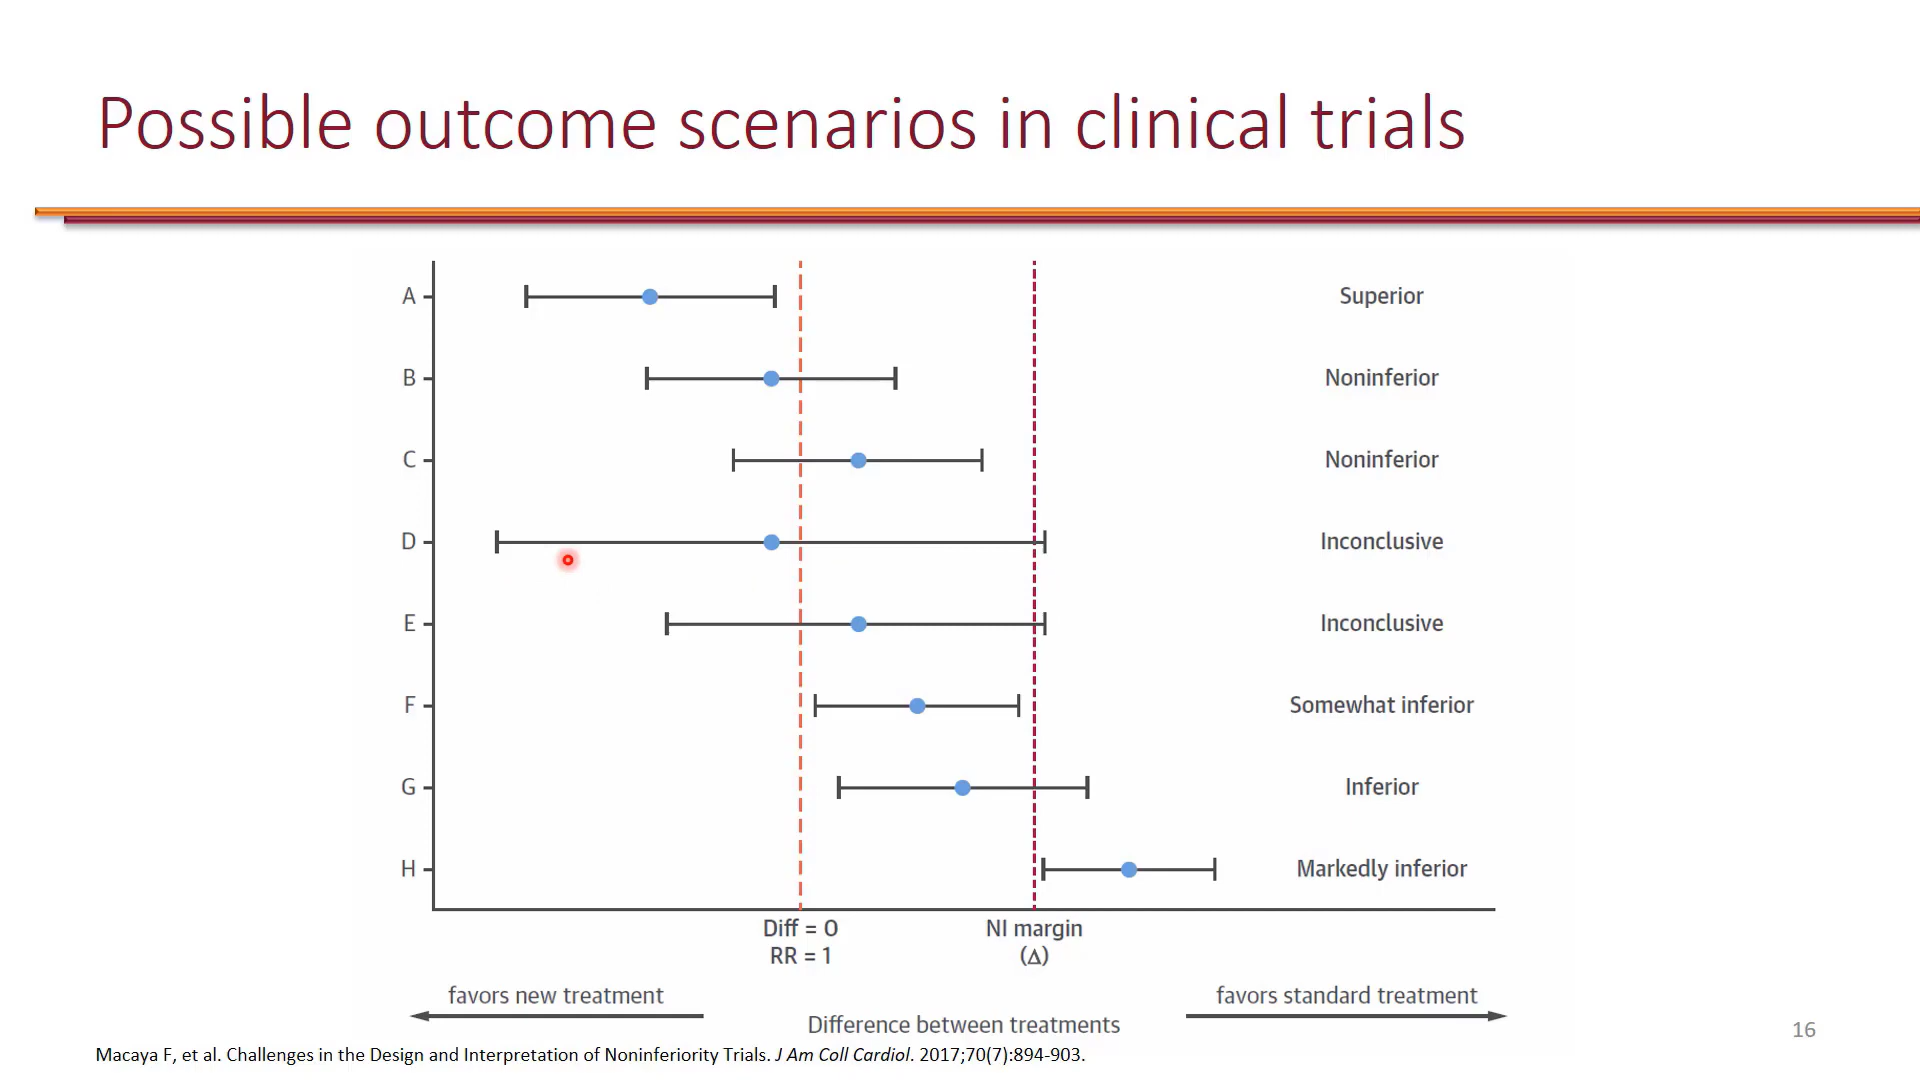 Possible outcome scenarios in clinical trials
A Superior
B Noninferior
C Noninferior
D Inconclusive
E Inconclusive
F Somewhat inferior
G Inferior
H Markedly inferior
Diff = 0 NI margin
RR = 1 (Δ)
favors new treatment favors standard treatment
Difference between treatments
16
Macaya F, et al. Challenges in the Design and Interpretation of Noninferiority Trials. J Am Coll Cardiol. 2017;70(7):894-903.